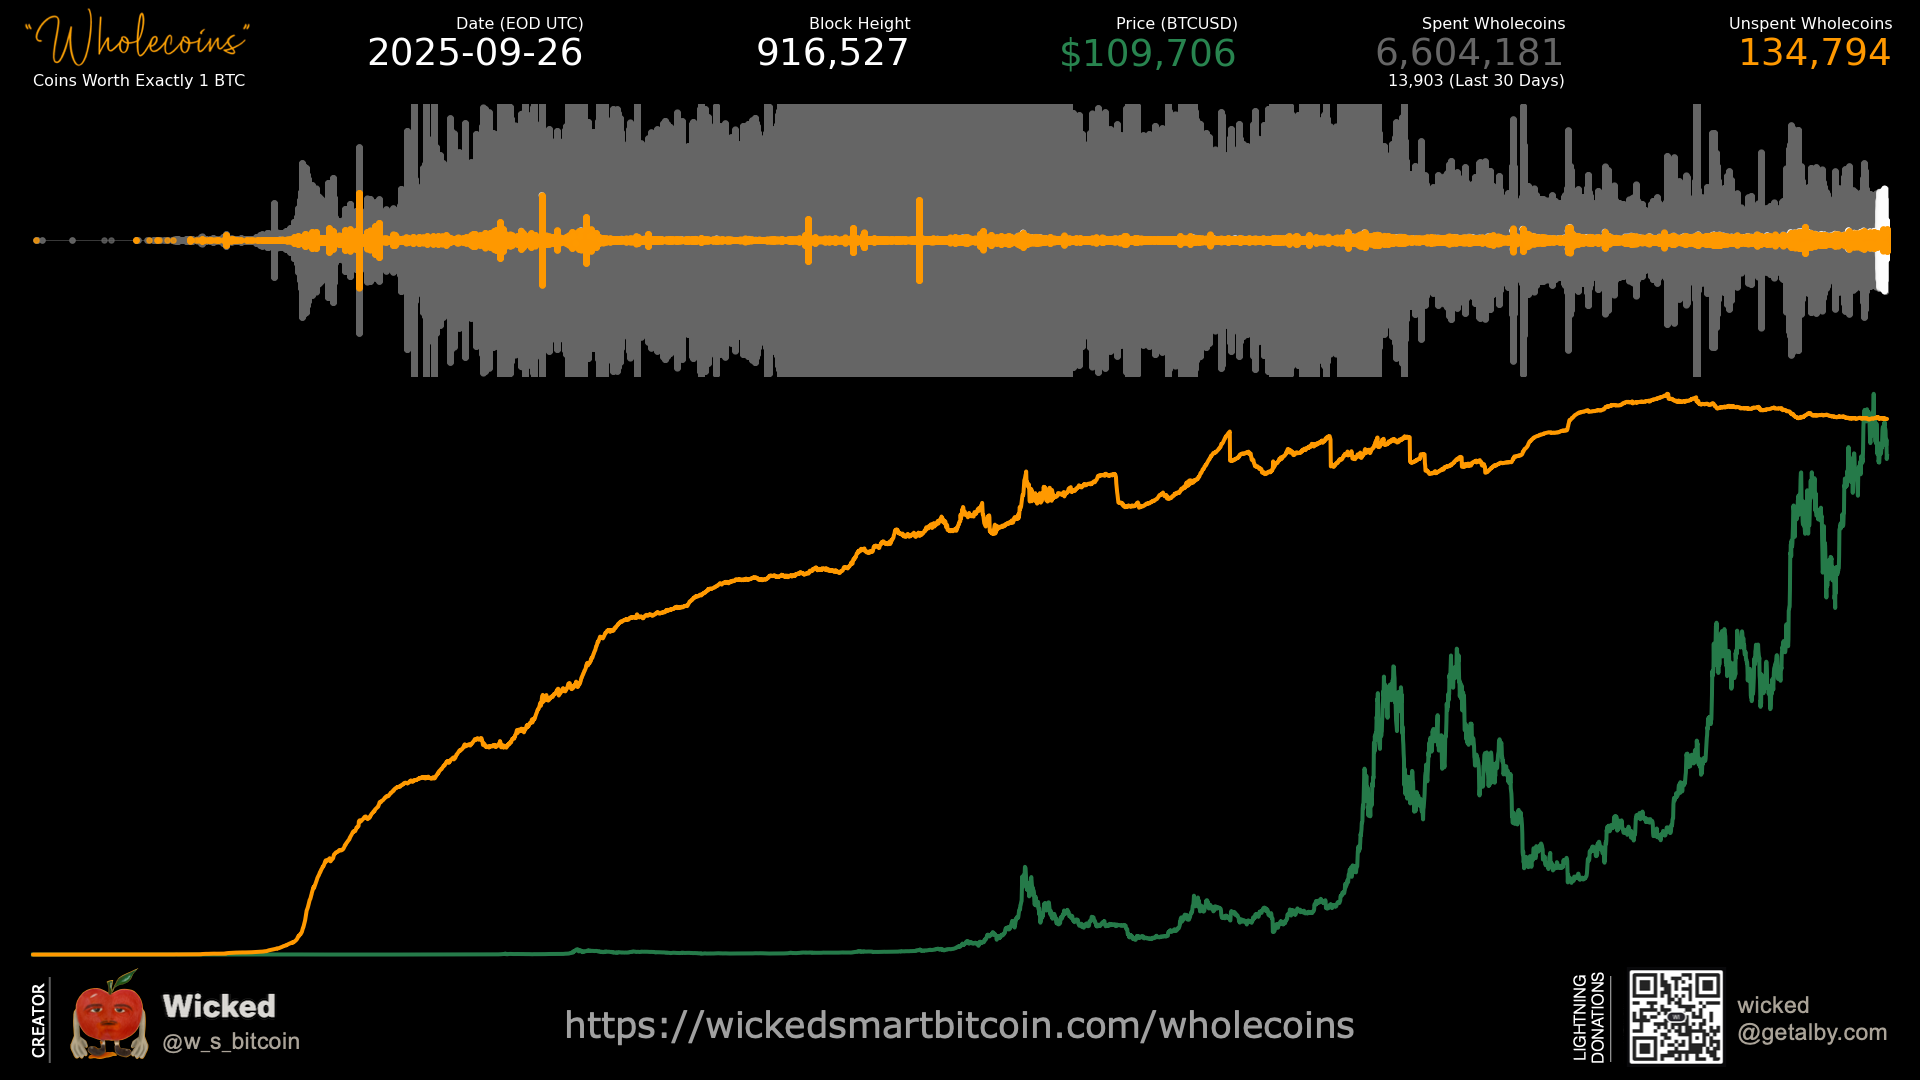 "Wholecoins"
Coins Worth Exactly 1 BTC
Date (EOD UTC)
2025-09-26
Block Height
916,527
Price (BTCUSD)
$109,706
Spent Wholecoins
6,604,181
13,903 (Last 30 Days)
Unspent Wholecoins
134,794
CREATOR
Wicked
@w_s_bitcoin
https://wickedsmartbitcoin.com/wholecoins
LIGHTNING
DONATIONS
wicked
@getalby.com